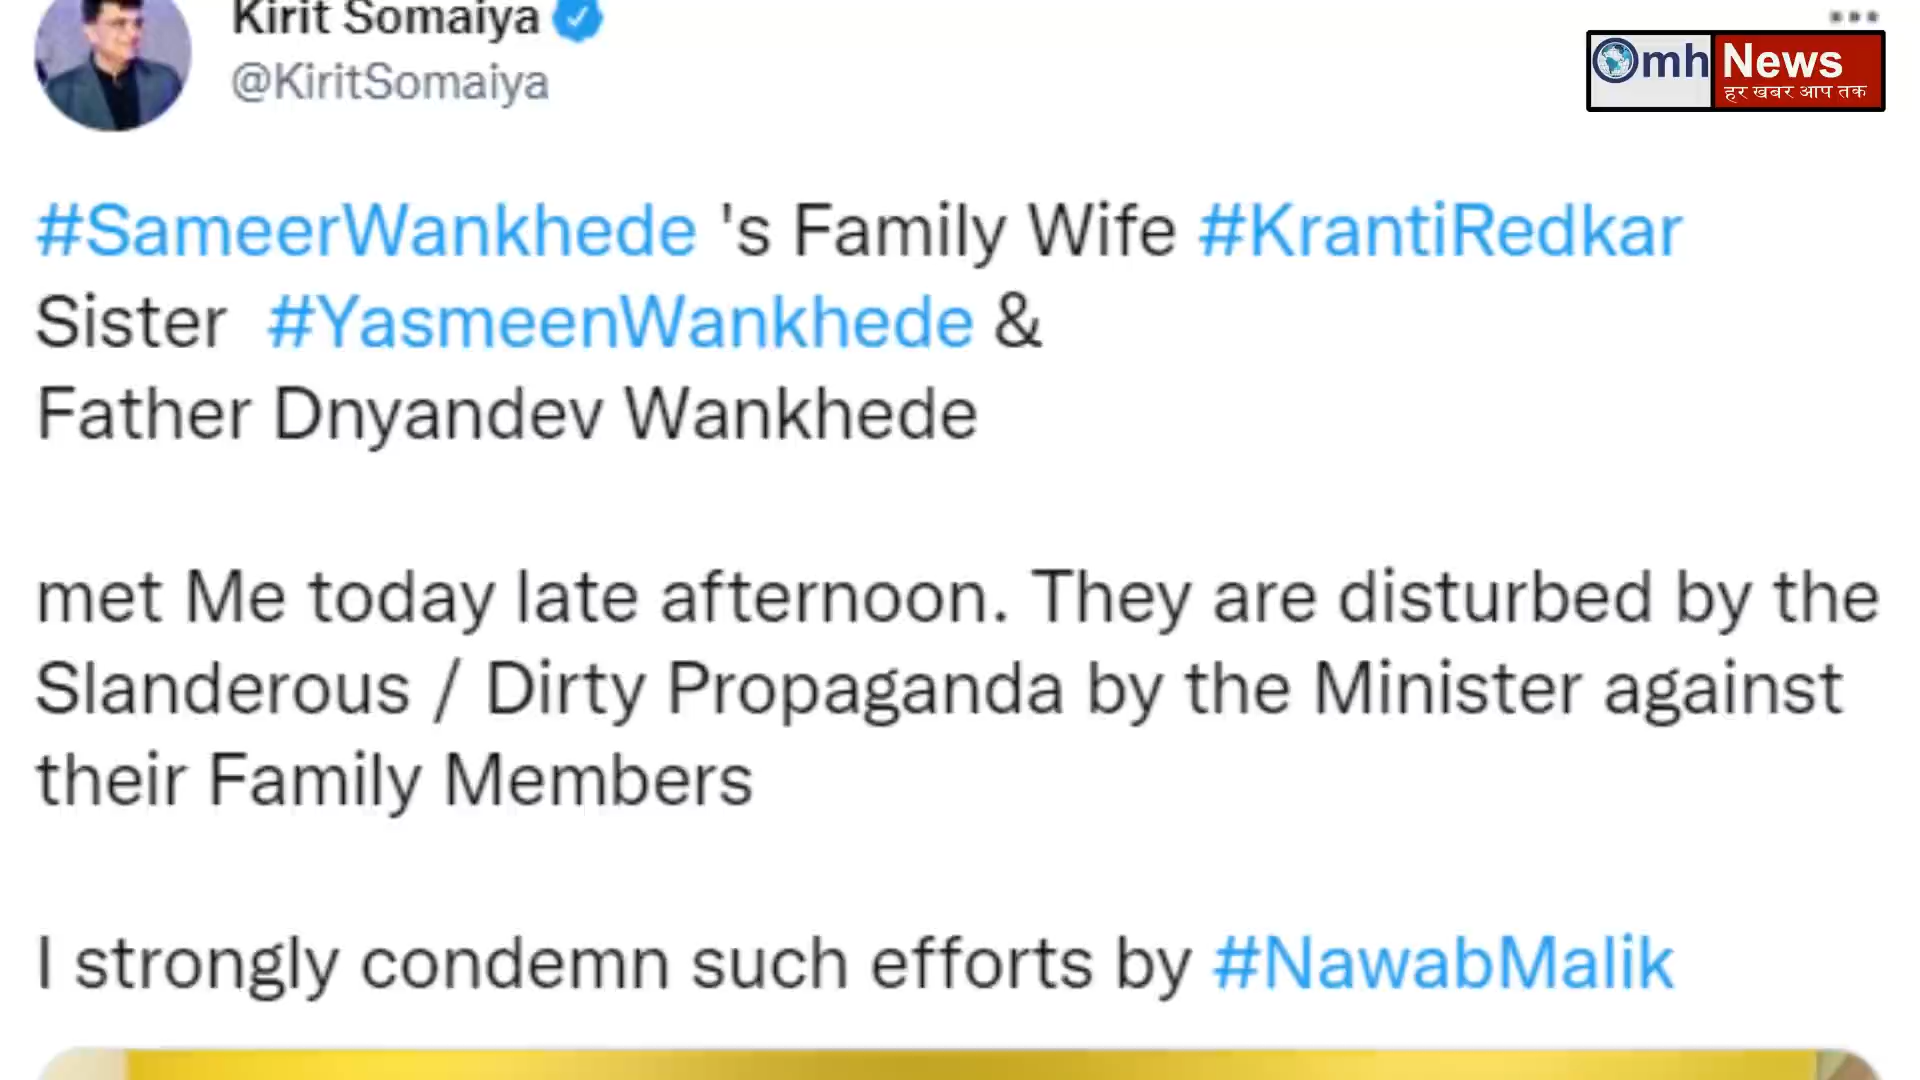 Kirit Somaiya
@KiritSomaiya
Omh News
हर खबर आप तक
#SameerWankhede 's Family Wife #KrantiRedkar
Sister #YasmeenWankhede &
Father Dnyandev Wankhede
met Me today late afternoon. They are disturbed by the
Slanderous / Dirty Propaganda by the Minister against
their Family Members
I strongly condemn such efforts by #NawabMalik